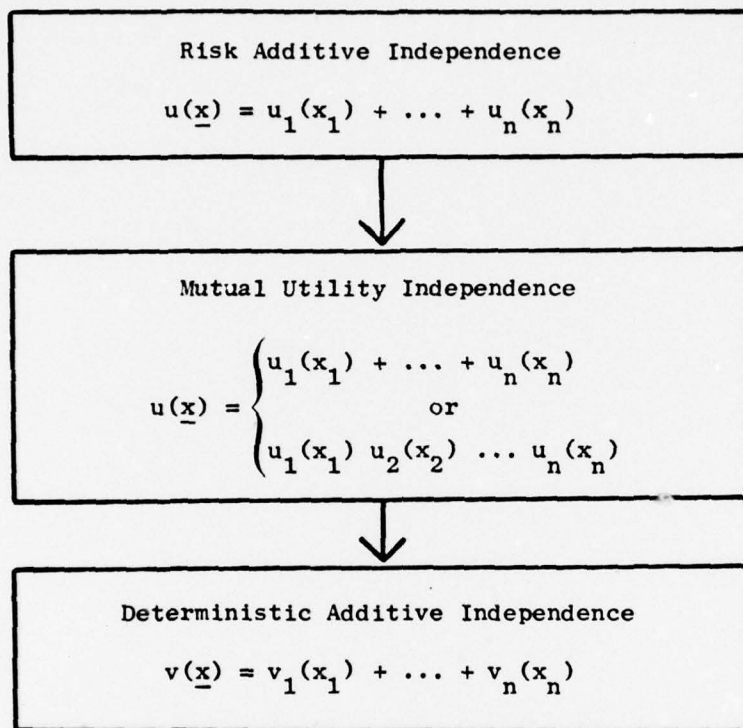 Risk Additive Independence
u(x̲) = u₁(x₁) + ... + uₙ(xₙ)
Mutual Utility Independence
u₁(x₁) + ... + uₙ(xₙ)
u(x̲) = { or
u₁(x₁) u₂(x₂) ... uₙ(xₙ)
Deterministic Additive Independence
v(x̲) = v₁(x₁) + ... + vₙ(xₙ)